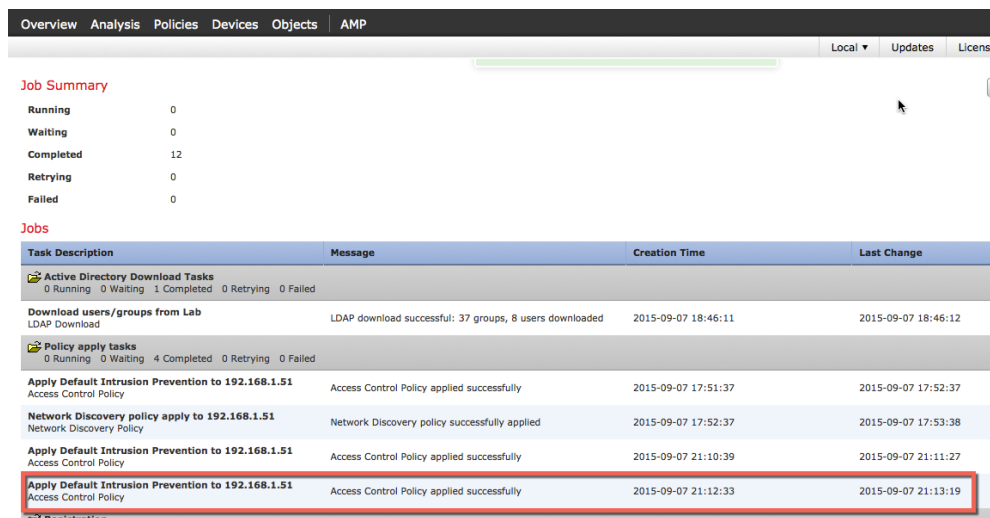 Overview Analysis Policies Devices Objects AMP
Local ▼ Updates Licens
Job Summary
Running 0
Waiting 0
Completed 12
Retrying 0
Failed 0
Jobs
Task Description Message Creation Time Last Change
Active Directory Download Tasks
0 Running 0 Waiting 1 Completed 0 Retrying 0 Failed
Download users/groups from Lab
LDAP Download LDAP download successful: 37 groups, 8 users downloaded 2015-09-07 18:46:11 2015-09-07 18:46:12
Policy apply tasks
0 Running 0 Waiting 4 Completed 0 Retrying 0 Failed
Apply Default Intrusion Prevention to 192.168.1.51
Access Control Policy Access Control Policy applied successfully 2015-09-07 17:51:37 2015-09-07 17:52:37
Network Discovery policy apply to 192.168.1.51
Network Discovery Policy Network Discovery policy successfully applied 2015-09-07 17:52:37 2015-09-07 17:53:38
Apply Default Intrusion Prevention to 192.168.1.51
Access Control Policy Access Control Policy applied successfully 2015-09-07 21:10:39 2015-09-07 21:11:27
Apply Default Intrusion Prevention to 192.168.1.51
Access Control Policy Access Control Policy applied successfully 2015-09-07 21:12:33 2015-09-07 21:13:19